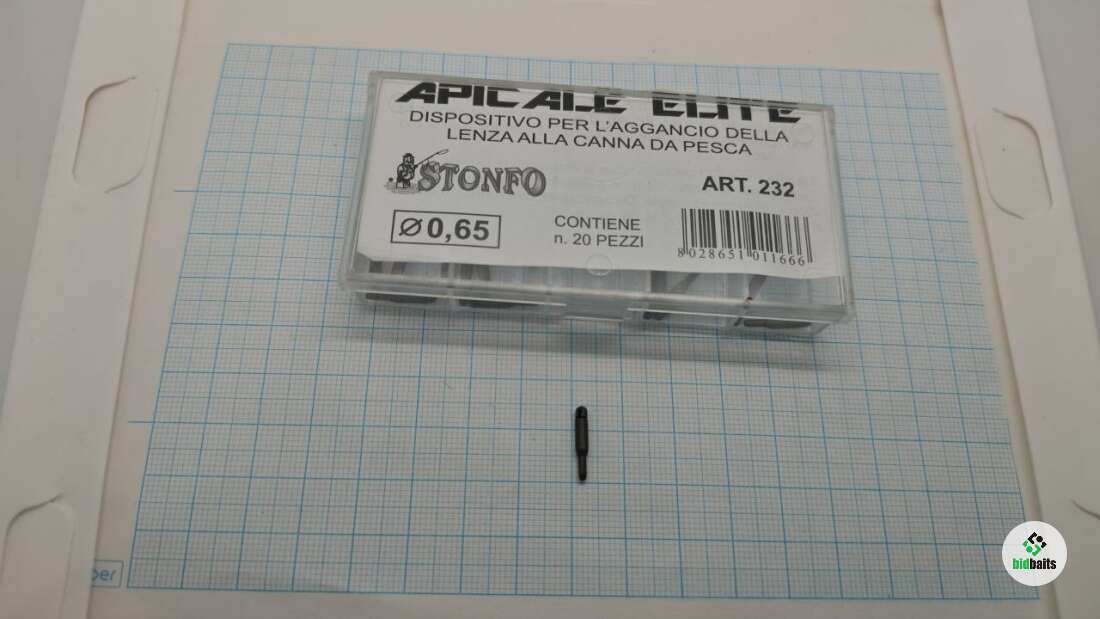 APICALE ELITE
DISPOSITIVO PER L'AGGANCIO DELLA
LENZA ALLA CANNA DA PESCA
STONFO
ART. 232
Ø 0,65
CONTIENE
n. 20 PEZZI
8 028651 011666
bidbaits